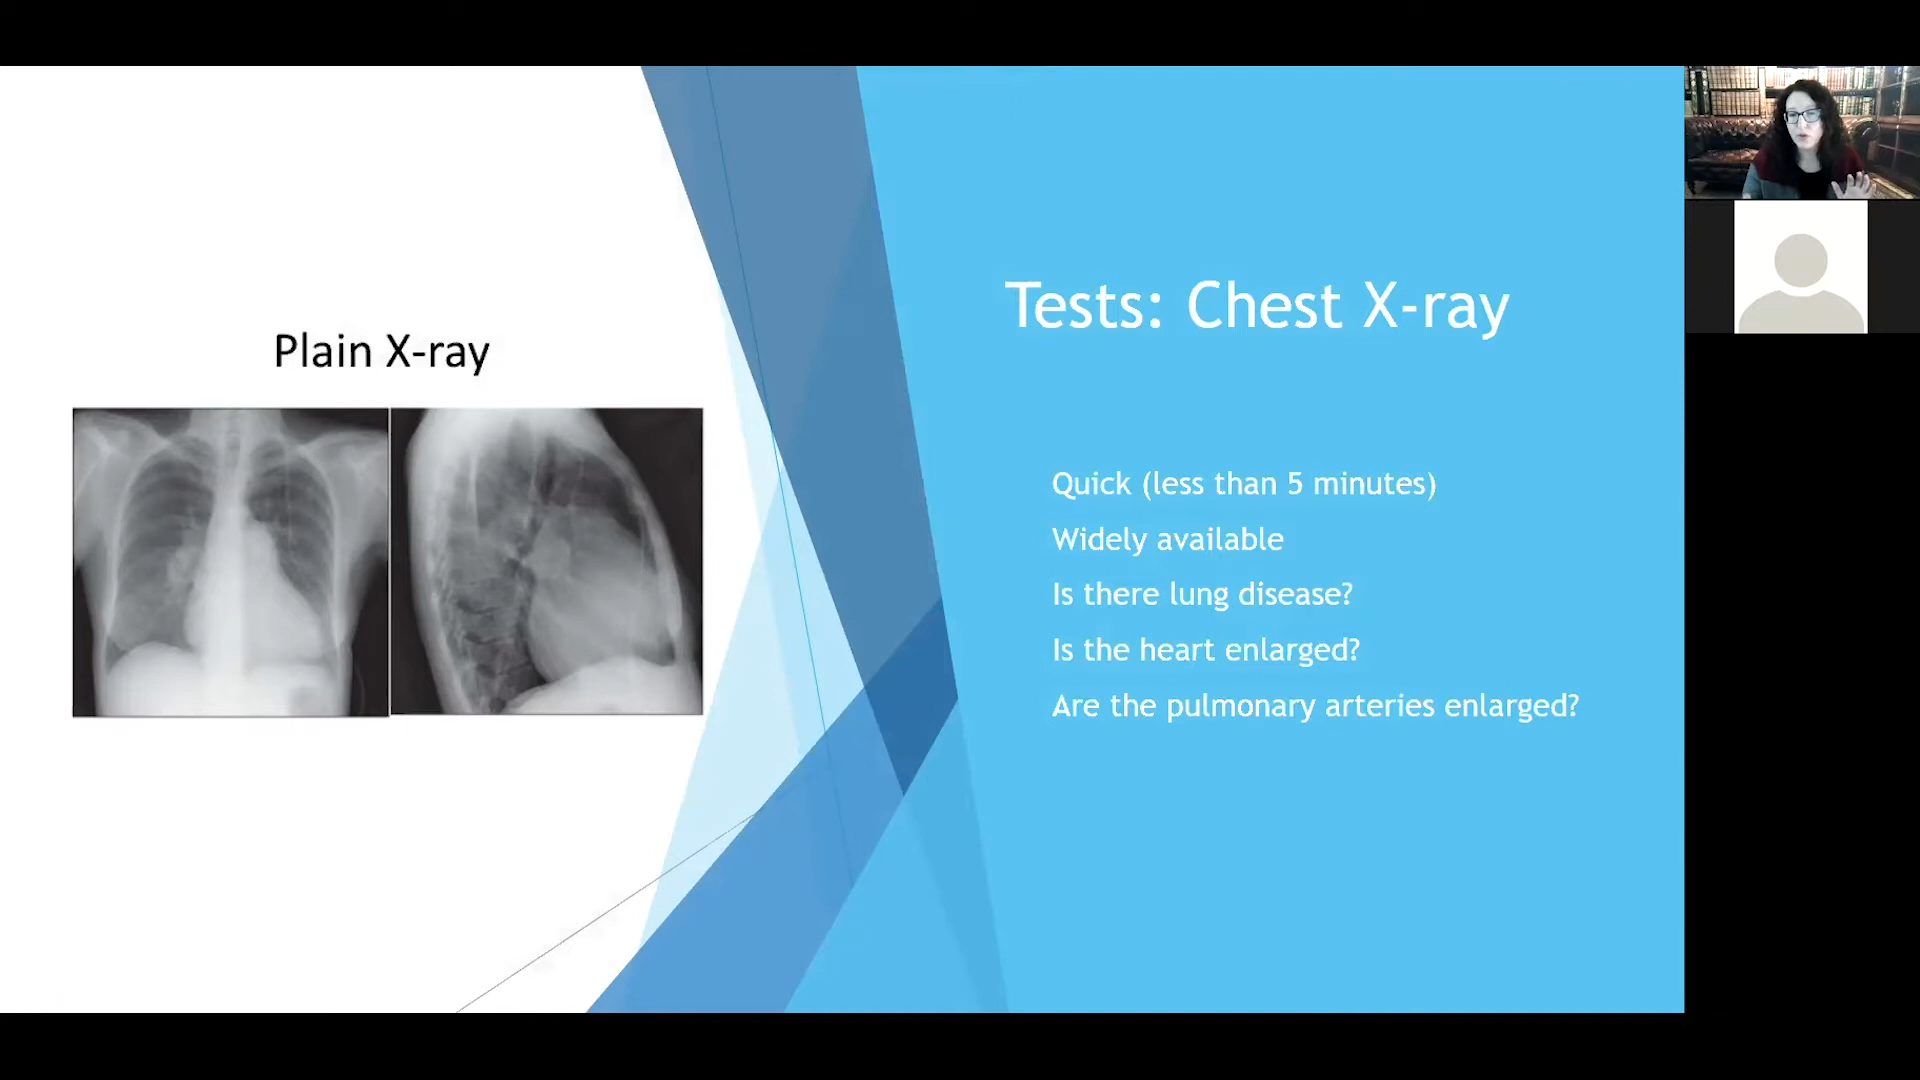 Plain X-ray
Tests: Chest X-ray
Quick (less than 5 minutes)
Widely available
Is there lung disease?
Is the heart enlarged?
Are the pulmonary arteries enlarged?